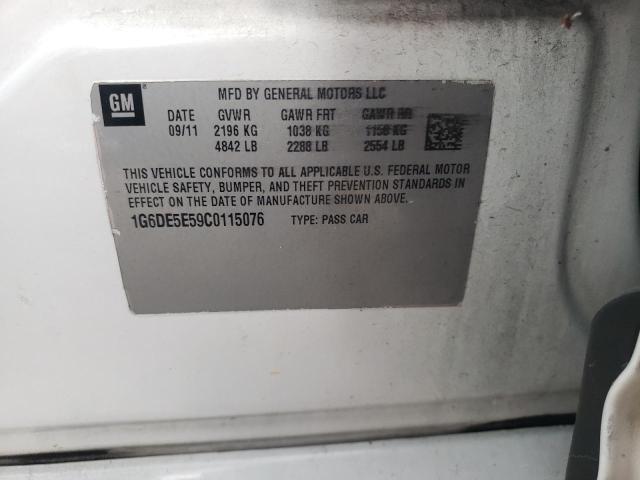 GM
MFD BY GENERAL MOTORS LLC
DATE GVWR GAWR FRT GAWR RR
09/11 2196 KG 1038 KG 1158 KG
4842 LB 2288 LB 2554 LB
THIS VEHICLE CONFORMS TO ALL APPLICABLE U.S. FEDERAL MOTOR
VEHICLE SAFETY, BUMPER, AND THEFT PREVENTION STANDARDS IN
EFFECT ON THE DATE OF MANUFACTURE SHOWN ABOVE.
1G6DE5E59C0115076 TYPE: PASS CAR